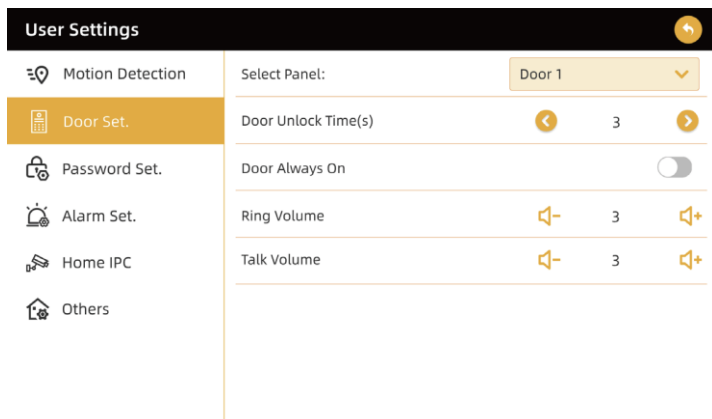 User Settings
Motion Detection
Select Panel:
Door 1
Door Set.
Door Unlock Time(s)
3
Password Set.
Door Always On
Alarm Set.
Ring Volume
3
Home IPC
Talk Volume
3
Others